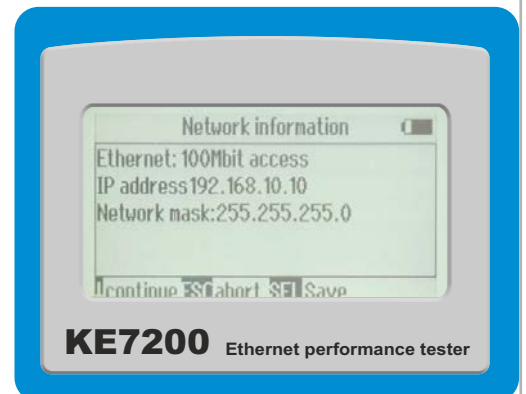 Network information
Ethernet: 100Mbit access
IP address192.168.10.10
Network mask:255.255.255.0
continue ESC abort SEL Save
KE7200 Ethernet performance tester